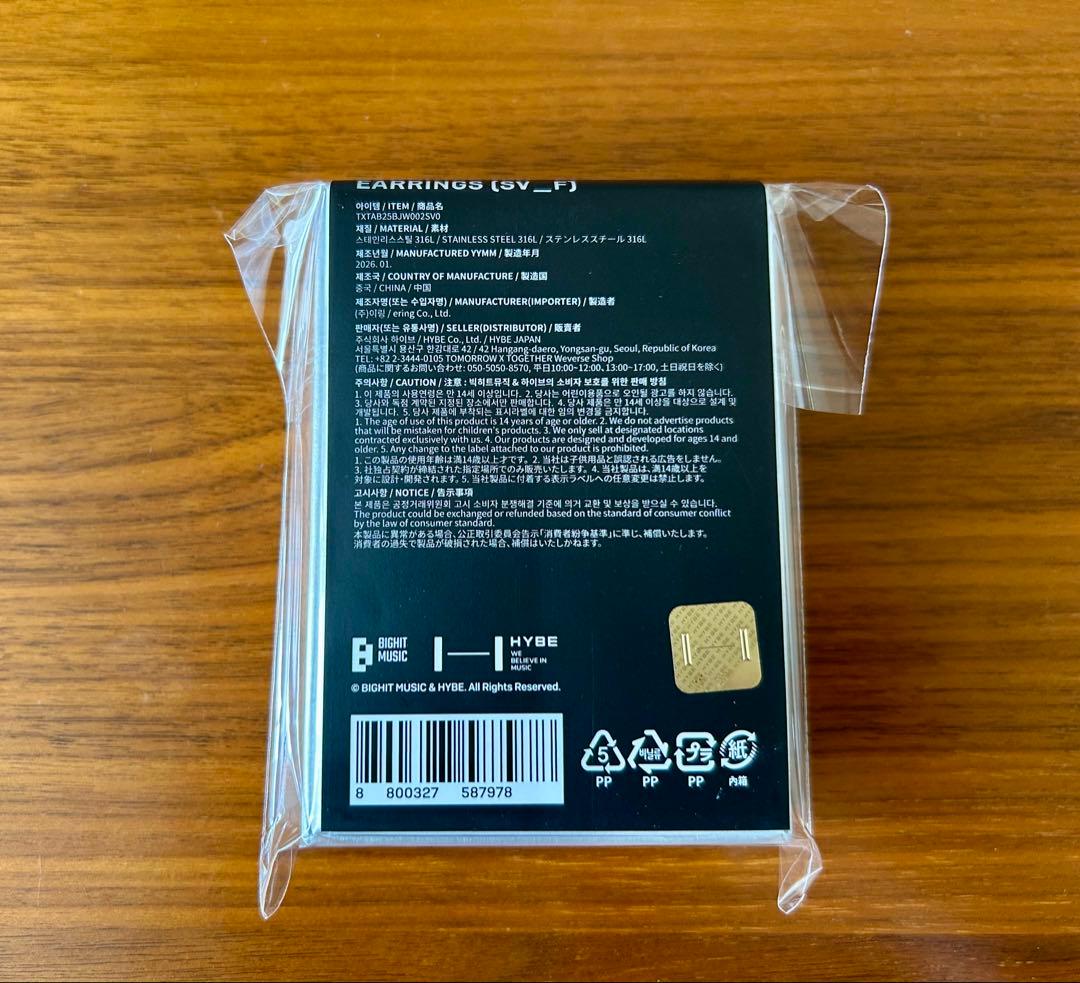 EARRINGS (SV_F)
아이템 / ITEM / 商品名
TXTAB25BJW002SV0
재질 / MATERIAL / 素材
스테인리스스틸 316L / STAINLESS STEEL 316L / ステンレススチール 316L
제조년월 / MANUFACTURED YYMM / 製造年月
2026. 01.
제조국 / COUNTRY OF MANUFACTURE / 製造国
중국 / CHINA / 中国
제조자명(또는 수입자명) / MANUFACTURER(IMPORTER) / 製造者
(주)이링 / ering Co., Ltd.
판매자(또는 유통사명) / SELLER(DISTRIBUTOR) / 販賣者
주식회사 하이브 / HYBE Co., Ltd. / HYBE JAPAN
서울특별시 용산구 한강대로 42 / 42 Hangang-daero, Yongsan-gu, Seoul, Republic of Korea
TEL: +82 2-3444-0105 TOMORROW X TOGETHER Weverse Shop
(商品に関するお問い合わせ: 050-5050-8570, 平日10:00~12:00、13:00~17:00, 土日祝日を除く)
주의사항 / CAUTION / 注意 : 빅히트뮤직 & 하이브의 소비자 보호를 위한 판매 방침
1. 이 제품의 사용연령은 만 14세 이상입니다. 2. 당사는 어린이용품으로 오인될 광고를 하지 않습니다.
3. 당사와 독점 계약된 지정된 장소에서만 판매합니다. 4. 당사 제품은 만 14세 이상을 대상으로 설계 및
개발됩니다. 5. 당사 제품에 부착되는 표시라벨에 대한 임의 변경을 금지합니다.
1. The age of use of this product is 14 years of age or older. 2. We do not advertise products
that will be mistaken for children's products. 3. We only sell at designated locations
contracted exclusively with us. 4. Our products are designed and developed for ages 14 and
older. 5. Any change to the label attached to our product is prohibited.
1. この製品の使用年齢は満14歳以上才です。2. 当社は子供用品と誤認される広告をしません。
3. 社独占契約が締結された指定場所でのみ販売いたします。4. 当社製品は、満14歳以上を
対象に設計・開発されます。5. 当社製品に付着する表示ラベルへの任意変更は禁止します。
고시사항 / NOTICE / 告示事項
본 제품은 공정거래위원회 고시 소비자 분쟁해결 기준에 의거 교환 및 보상을 받으실 수 있습니다.
The product could be exchanged or refunded based on the standard of consumer conflict
by the law of consumer standard.
本製品に異常がある場合、公正取引委員会告示「消費者紛争基準」に準じ、補償いたします。
消費者の過失で製品が破損された場合、補償はいたしかねます。
BIGHIT
MUSIC
HYBE
WE
BELIEVE IN
MUSIC
© BIGHIT MUSIC & HYBE. All Rights Reserved.
8 800327 587978
5
PP
비닐류
PP
プラ
PP
紙
内箱